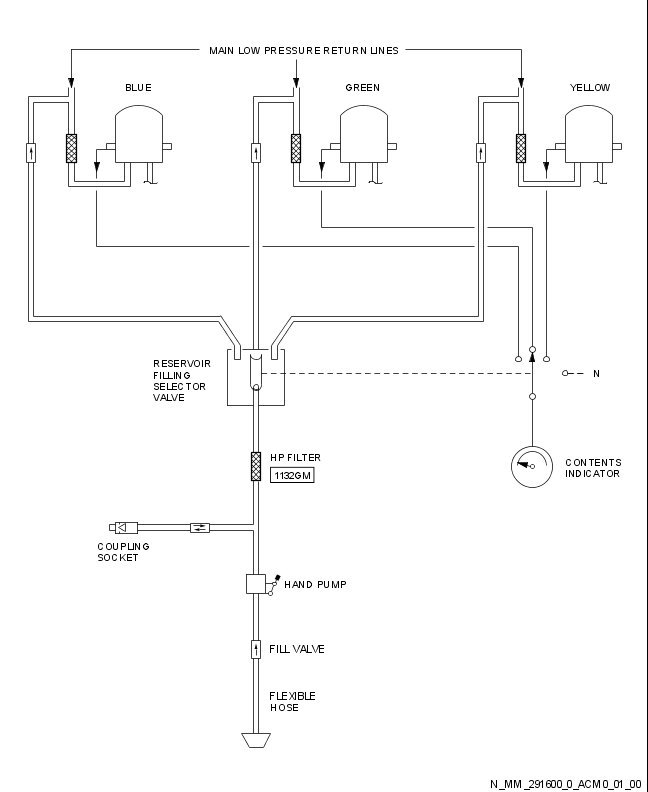 MAIN LOW PRESSURE RETURN LINES
BLUE
GREEN
YELLOW
RESERVOIR
FILLING
SELECTOR
VALVE
N
HP FILTER
1132GM
CONTENTS
INDICATOR
COUPLING
SOCKET
HAND PUMP
FILL VALVE
FLEXIBLE
HOSE
N_MM_291600_0_ACM0_01_00